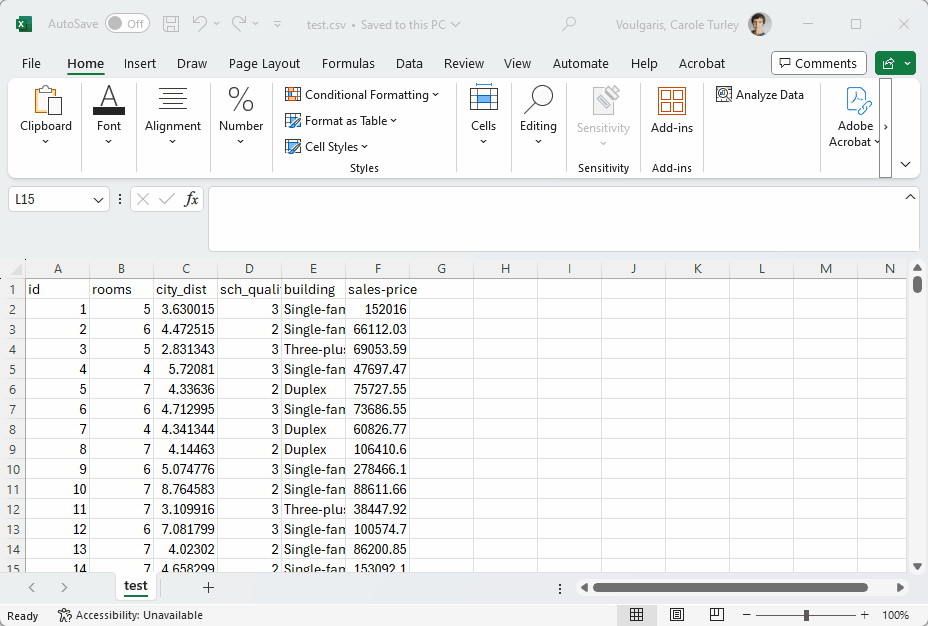 AutoSave Off test.csv • Saved to this PC Voulgaris, Carole Turley
File Home Insert Draw Page Layout Formulas Data Review View Automate Help Acrobat Comments
Clipboard Font Alignment Number Conditional Formatting Cells Editing Sensitivity Add-ins Analyze Data Adobe Acrobat
Format as Table
Cell Styles
Styles Sensitivity Add-ins
L15 fx
A B C D E F G H I J K L M N
1 id rooms city_dist sch_quali building sales-price
2 1 5 3.630015 3 Single-fam 152016
3 2 6 4.472515 2 Single-fam 66112.03
4 3 5 2.831343 3 Three-plus 69053.59
5 4 4 5.72081 3 Single-fam 47697.47
6 5 7 4.33636 2 Duplex 75727.55
7 6 6 4.712995 3 Single-fam 73686.55
8 7 4 4.341344 3 Duplex 60826.77
9 8 7 4.14463 2 Duplex 106410.6
10 9 6 5.074776 3 Single-fam 278466.1
11 10 7 8.764583 2 Single-fam 88611.66
12 11 7 3.109916 3 Three-plus 38447.92
13 12 6 7.081799 3 Single-fam 100574.7
14 13 7 4.02302 2 Single-fam 86200.85
15 14 7 4.658299 2 Single-fam 153092.1
test
Ready Accessibility: Unavailable 100%